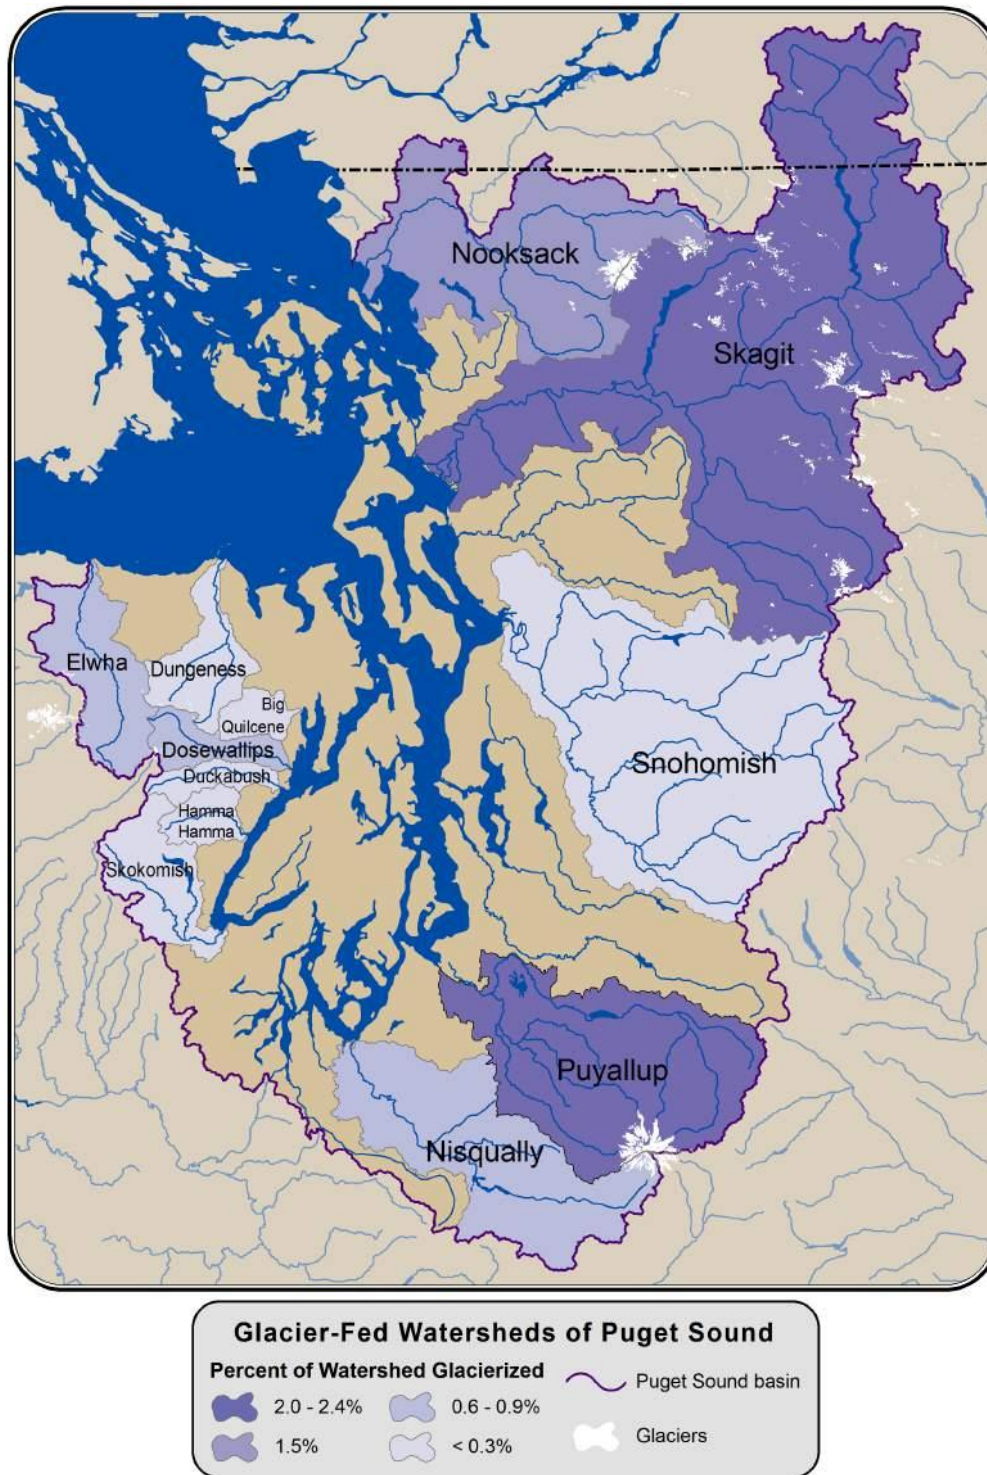 Nooksack
Skagit
Elwha
Dungeness
Big
Quilcene
Dosewallips
Duckabush
Hamma
Hamma
Skokomish
Snohomish
Puyallup
Nisqually
Glacier-Fed Watersheds of Puget Sound
Percent of Watershed Glacierized
2.0 - 2.4%
1.5%
0.6 - 0.9%
< 0.3%
Puget Sound basin
Glaciers